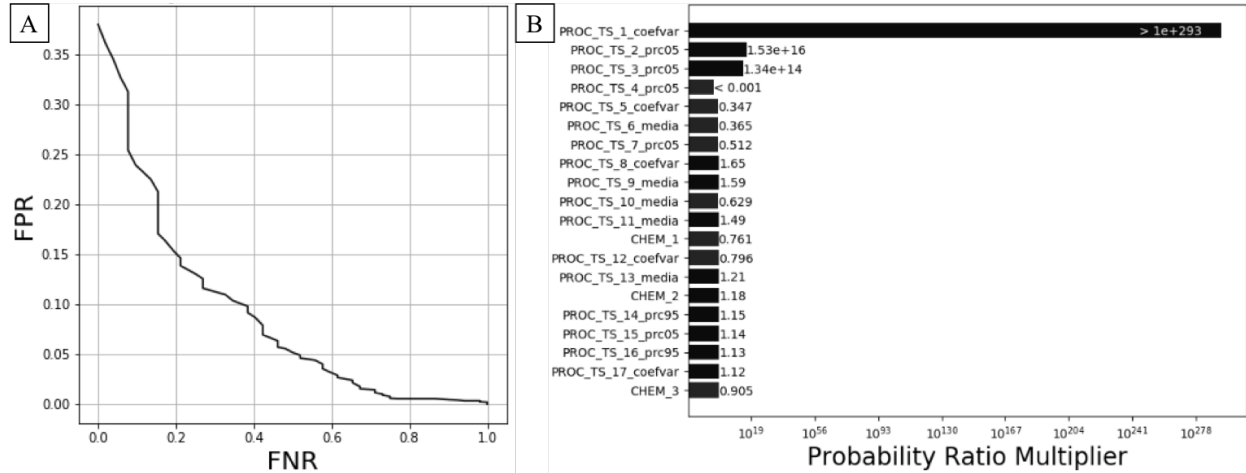 A
FPR
0.35
0.30
0.25
0.20
0.15
0.10
0.05
0.00
0.0 0.2 0.4 0.6 0.8 1.0
FNR
B
PROC_TS_1_coefvar > 1e+293
PROC_TS_2_prc05 1.53e+16
PROC_TS_3_prc05 1.34e+14
PROC_TS_4_prc05 < 0.001
PROC_TS_5_coefvar 0.347
PROC_TS_6_media 0.365
PROC_TS_7_prc05 0.512
PROC_TS_8_coefvar 1.65
PROC_TS_9_media 1.59
PROC_TS_10_media 0.629
PROC_TS_11_media 1.49
CHEM_1 0.761
PROC_TS_12_coefvar 0.796
PROC_TS_13_media 1.21
CHEM_2 1.18
PROC_TS_14_prc95 1.15
PROC_TS_15_prc05 1.14
PROC_TS_16_prc95 1.13
PROC_TS_17_coefvar 1.12
CHEM_3 0.905
10^19 10^56 10^93 10^130 10^167 10^204 10^241 10^278
Probability Ratio Multiplier